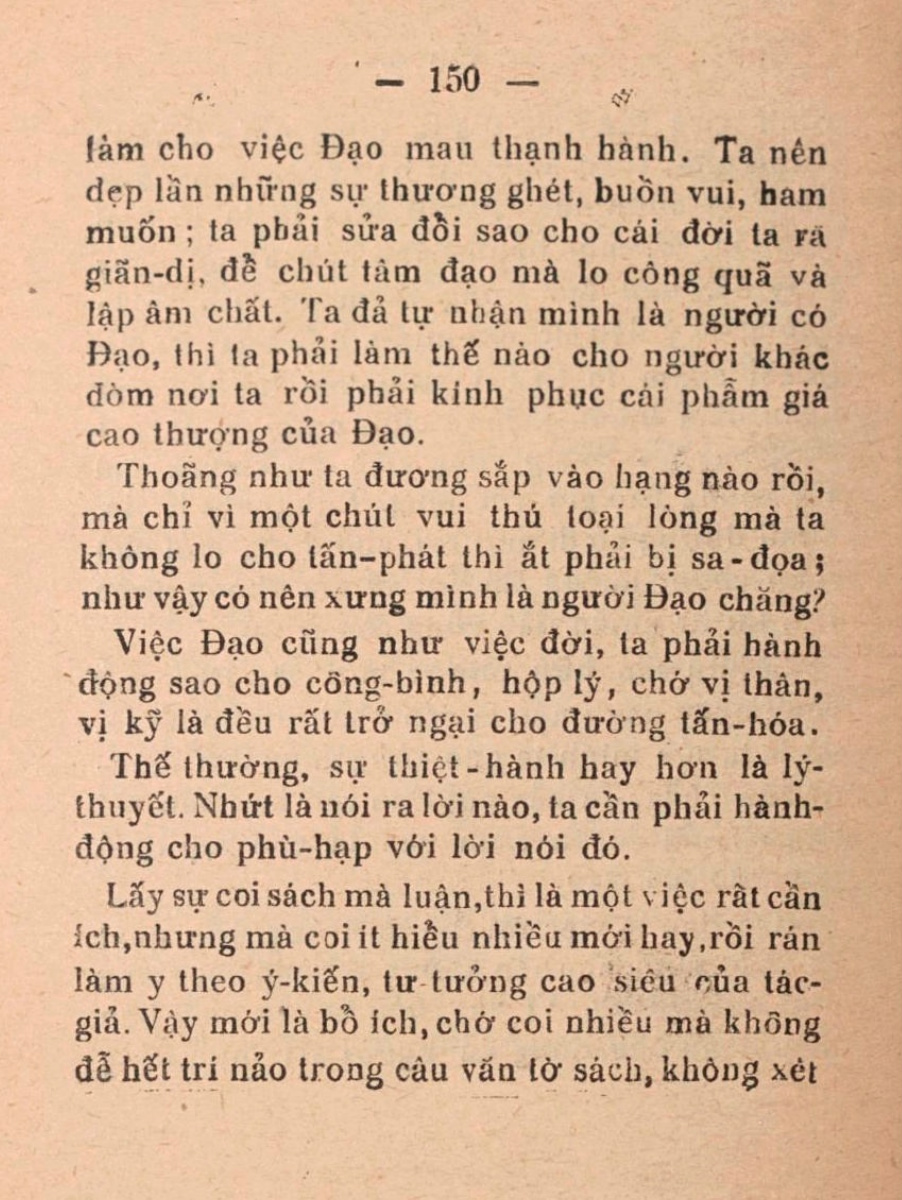 — 150 —
làm cho việc Đạo mau thạnh hành. Ta nên
dẹp lần những sự thương ghét, buồn vui, ham
muốn ; ta phải sửa đổi sao cho cái đời ta ra
giãn-dị, để chút tâm đạo mà lo công quã và
lập âm chất. Ta đả tự nhận mình là người có
Đạo, thì ta phải làm thế nào cho người khác
dòm nơi ta rồi phải kính phục cái phẩm giá
cao thượng của Đạo.
Thoãng như ta đương sắp vào hạng nào rồi,
mà chỉ vì một chút vui thú toại lòng mà ta
không lo cho tấn-phát thì ắt phải bị sa-đọa ;
như vậy có nên xưng mình là người Đạo chăng?
Việc Đạo cũng như việc đời, ta phải hành
động sao cho công-bình, hộp lý, chớ vị thân,
vị kỹ là đều rất trở ngại cho đường tấn-hóa.
Thế thường, sự thiệt-hành hay hơn là lý-
thuyết. Nhứt là nói ra lời nào, ta cần phải hành-
động cho phù-hạp với lời nói đó.
Lấy sự coi sách mà luận,thì là một việc rất cần
ích,nhưng mà coi ít hiểu nhiều mới hay,rồi rán
làm y theo ý-kiến, tư-tưởng cao siêu của tác-
giả. Vậy mới là bồ ích, chớ coi nhiều mà không
để hết trí nảo trong câu văn tờ sách, không xét